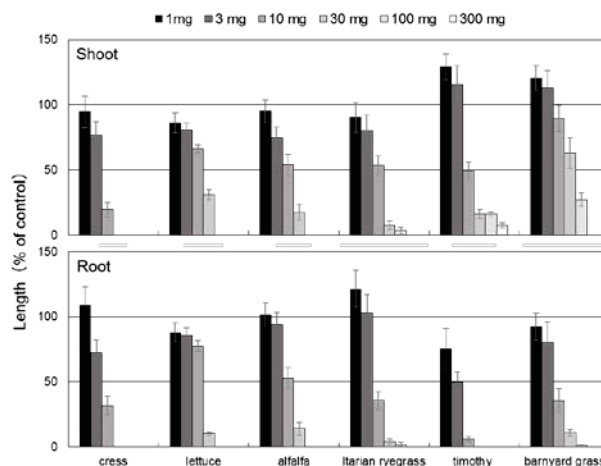 1mg 3 mg 10 mg 30 mg 100 mg 300 mg
150
Shoot
100
50
0
Length (% of control)
150
Root
100
50
0
cress lettuce alfalfa Itarian ryegrass timothy barnyard grass